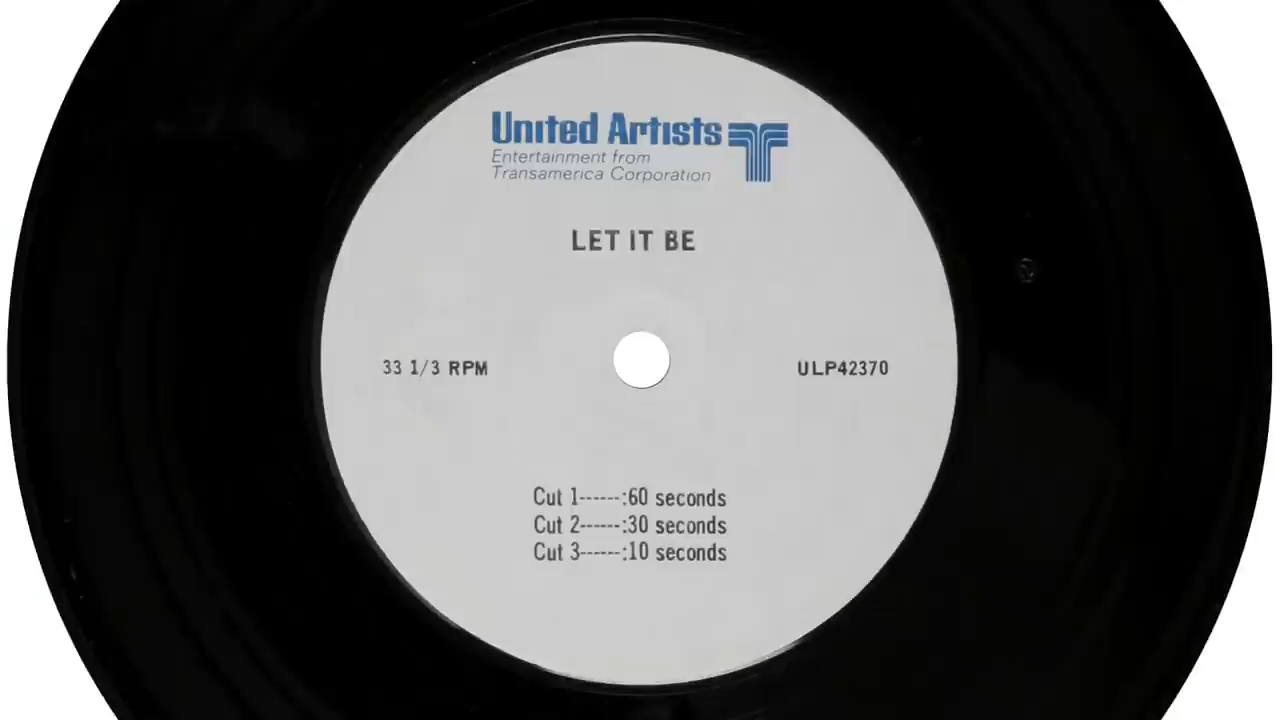 United Artists
Entertainment from
Transamerica Corporation
LET IT BE
33 1/3 RPM
ULP42370
Cut 1------:60 seconds
Cut 2------:30 seconds
Cut 3------:10 seconds